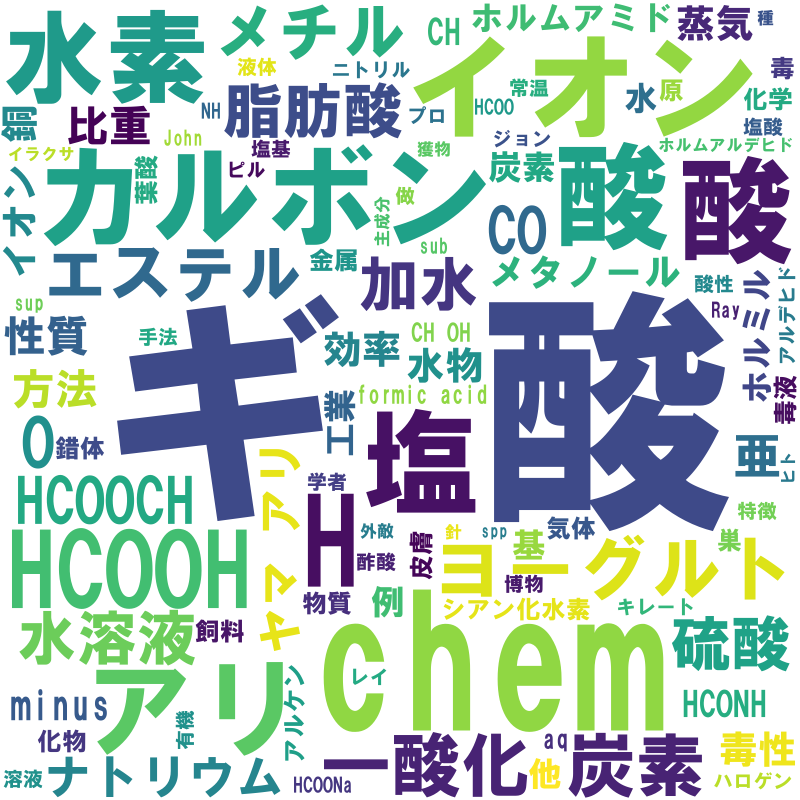 水素
メチル
CH
ホルムアミド
蒸気
種
液体
ニトリル
イオン
毒
銅
比重
NH
脂肪酸
プロ
HCOO
常温
水
原
化学
塩酸
John
塩基
ジョン
ホルムアルデヒド
イラクサ
ピル
獲物
炭素
酸
酸
イオン
カルボン
葉酸
做
主成分
CO
sub
エステル
金属
加水
メタノール
酸性
アルデヒド
sup
Ray
ホルミル
性質
手法
ギ
酸
効率
CH OH
水物
方法
formic acid
毒液
工業
O
錯体
塩
亜
ヒト
アリ
ヤマ
学者
HCOOCH
H
外敵
皮膚
針
spp
気体
特徴
巣
HCOOH
酢酸
基
ヨーグルト
博物
物質
例
シアン化水素
キレート
水溶液
飼料
chem
硫酸
アリ
レイ
minus
アルケン
HCONH
化物
有機
一酸化
aq
炭素
毒性
溶液
ナトリウム
HCOONa
他
ハロゲン